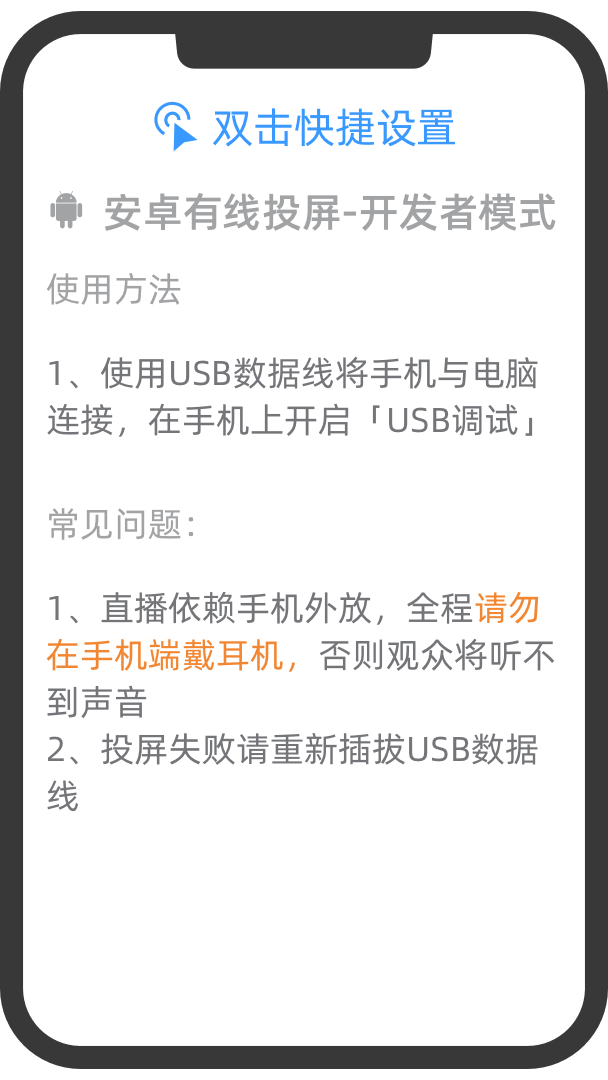 双击快捷设置
安卓有线投屏-开发者模式
使用方法
1、使用USB数据线将手机与电脑
连接，在手机上开启「USB调试」
常见问题：
1、直播依赖手机外放，全程请勿
在手机端戴耳机，否则观众将听不
到声音
2、投屏失败请重新插拔USB数据
线